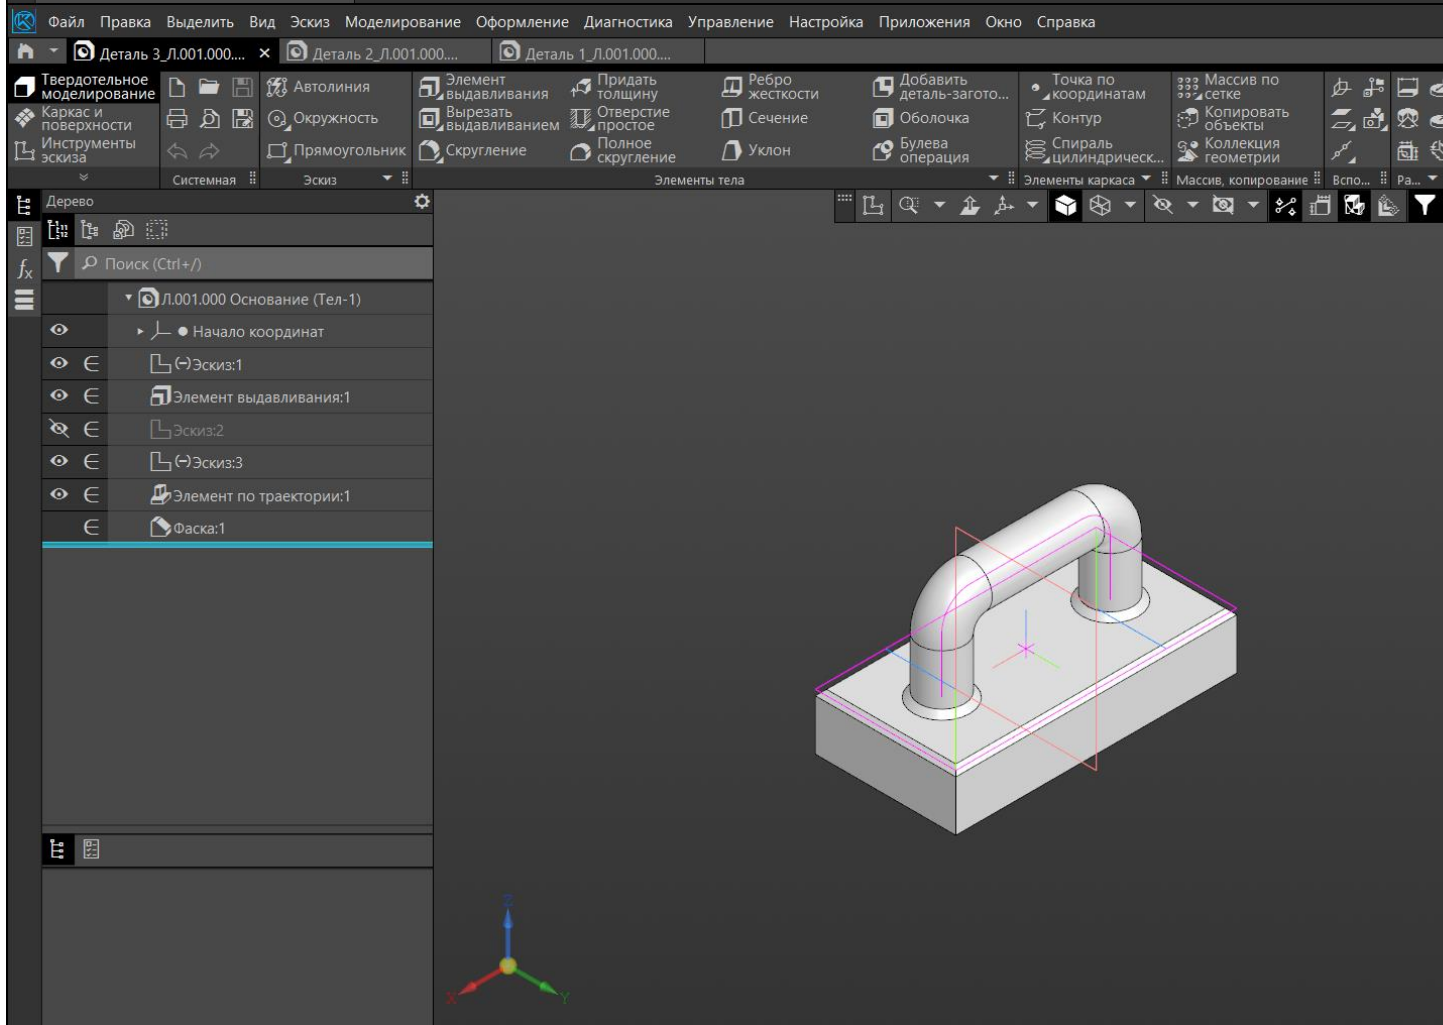 Файл Правка Выделить Вид Эскиз Моделирование Оформление Диагностика Управление Настройка Приложения Окно Справка
Деталь 3_Л.001.000.... × Деталь 2_Л.001.000.... Деталь 1_Л.001.000....
Твердотельное моделирование
Каркас и поверхности
Инструменты эскиза
Системная
Автолиния
Окружность
Прямоугольник
Эскиз
Элемент выдавливания
Вырезать выдавливанием
Скругление
Придать толщину
Отверстие простое
Полное скругление
Ребро жесткости
Сечение
Уклон
Добавить деталь-загото...
Оболочка
Булева операция
Элементы тела
Точка по координатам
Контур
Спираль цилиндрическ...
Элементы каркаса
Массив по сетке
Копировать объекты
Коллекция геометрии
Массив, копирование
Вспо...
Ра...
Дерево
Поиск (Ctrl+/)
Л.001.000 Основание (Тел-1)
Начало координат
(-)Эскиз:1
Элемент выдавливания:1
Эскиз:2
(-)Эскиз:3
Элемент по траектории:1
Фаска:1
Z
X
Y